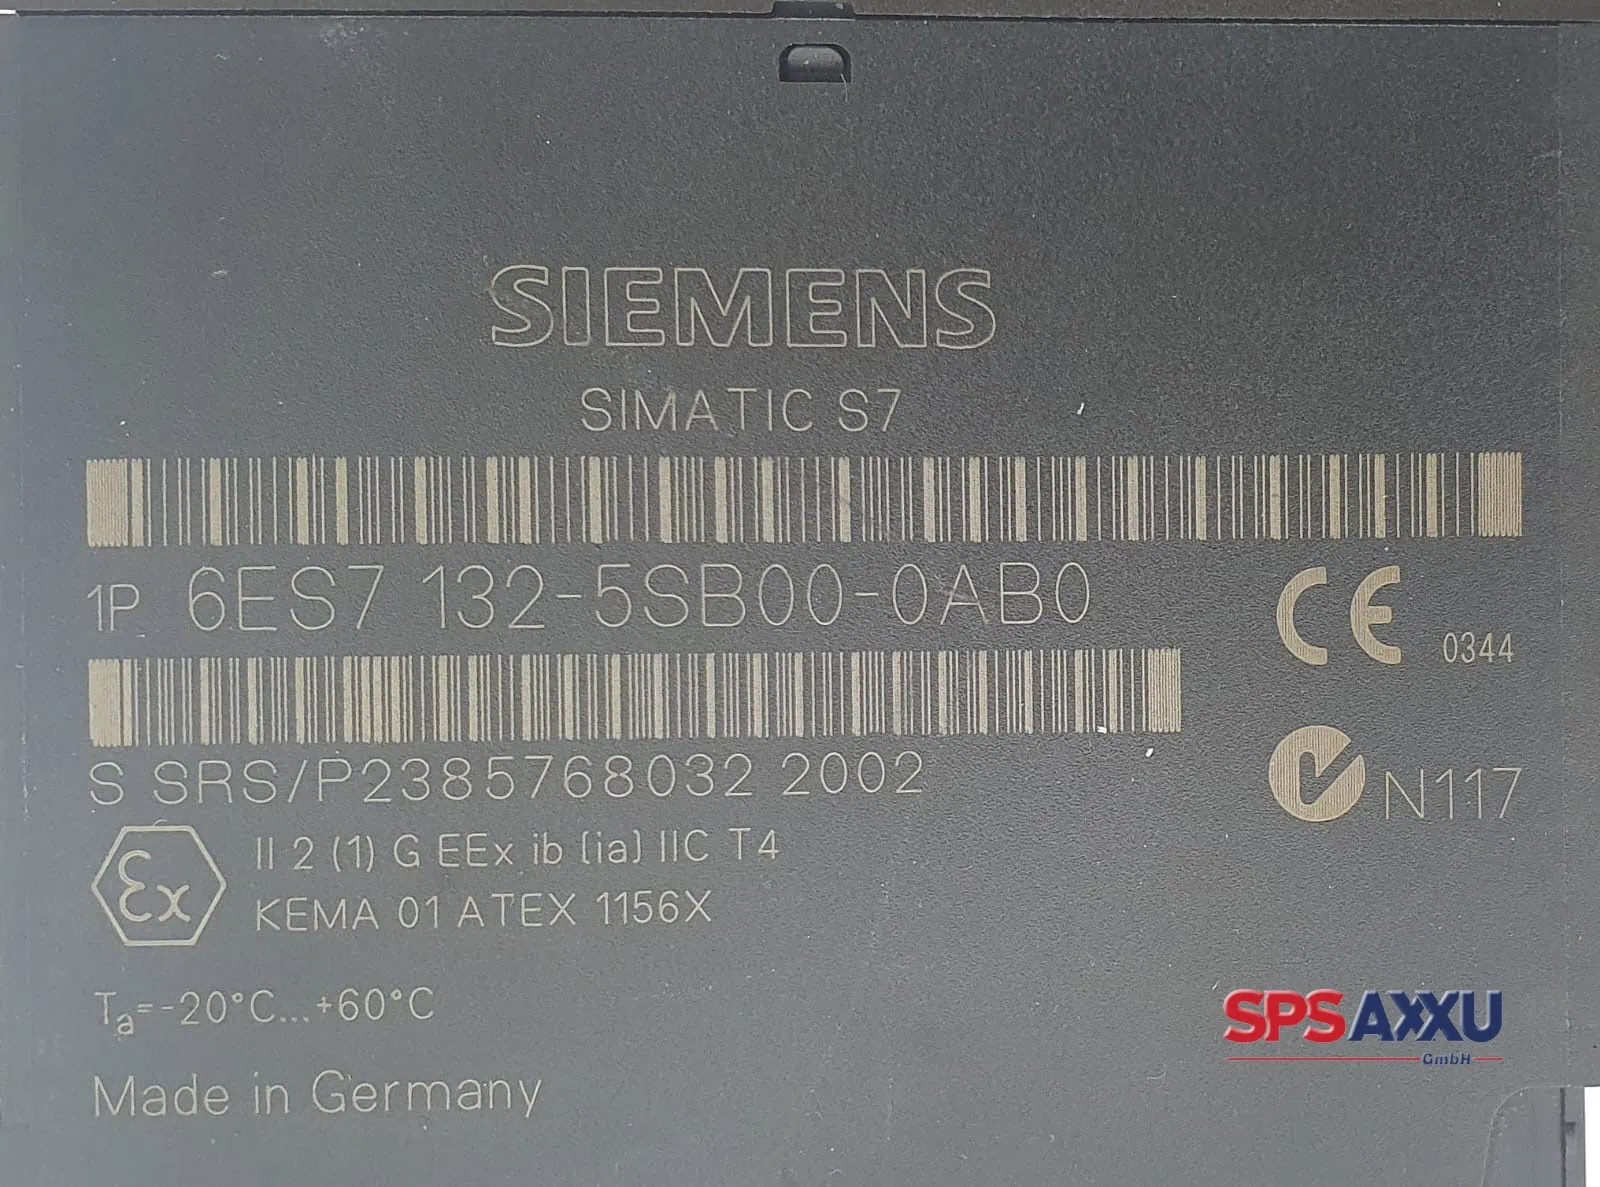 SIEMENS
SIMATIC S7
1P 6ES7 132-5SB00-0AB0
CE 0344
S SRS/P2385768032 2002
N117
Ex II 2 (1) G EEx ib [ia] IIC T4
KEMA 01 ATEX 1156X
Ta=-20°C...+60°C
Made in Germany
SPSAXXU
GmbH